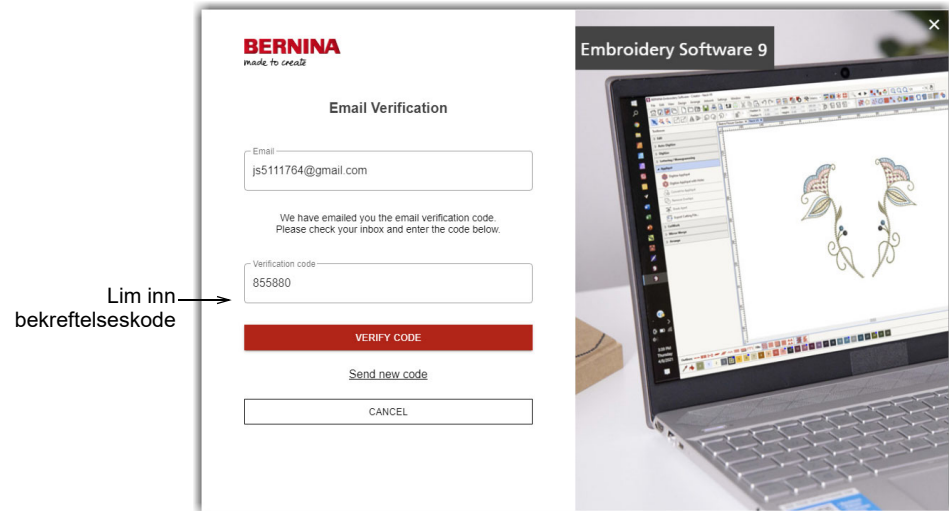 BERNINA
made to create
Embroidery Software 9
Email Verification
Email
js5111764@gmail.com
We have emailed you the email verification code.
Please check your inbox and enter the code below.
Verification code
855880
Lim inn
bekreftelseskode
VERIFY CODE
Send new code
CANCEL